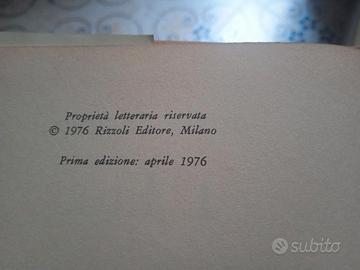 Proprietà letteraria riservata
© 1976 Rizzoli Editore, Milano
Prima edizione: aprile 1976
subito